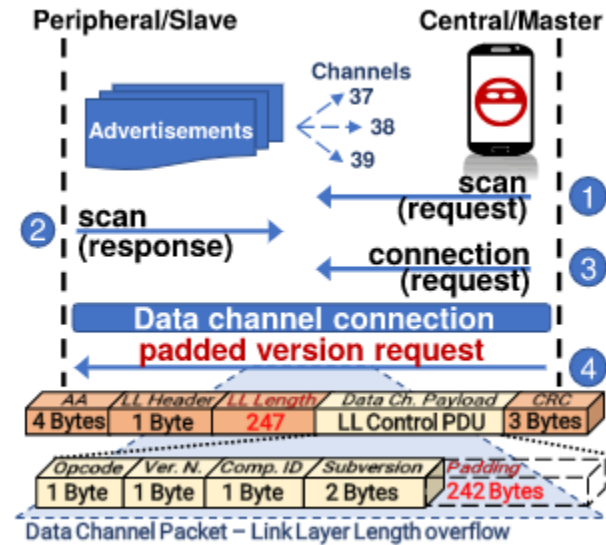 Peripheral/Slave
Central/Master
Channels
Advertisements
37
38
39
scan
(request)
1
2
scan
(response)
connection
(request)
3
Data channel connection
padded version request
4
AA LL Header LL Length Data Ch. Payload CRC
4 Bytes 1 Byte 247 LL Control PDU 3 Bytes
Opcode Ver. N. Comp. ID Subversion Padding
1 Byte 1 Byte 1 Byte 2 Bytes 242 Bytes
Data Channel Packet – Link Layer Length overflow